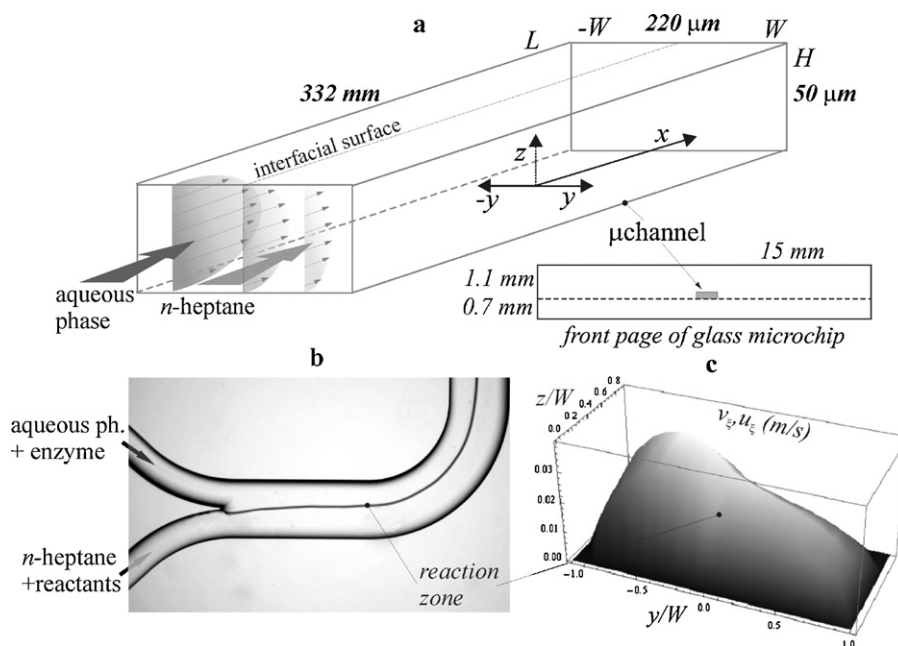 a
L
-W
220 µm
W
H
50 µm
332 mm
interfacial surface
z
x
-y
y
µchannel
aqueous
phase
n-heptane
15 mm
1.1 mm
0.7 mm
front page of glass microchip
b
aqueous ph.
+ enzyme
n-heptane
+reactants
reaction
zone
c
z/W
0.0 0.2 0.4 0.6 0.8
vξ,uξ (m/s)
0.03
0.02
0.01
0.00
-1.0
-0.5
0.0
0.5
1.0
y/W